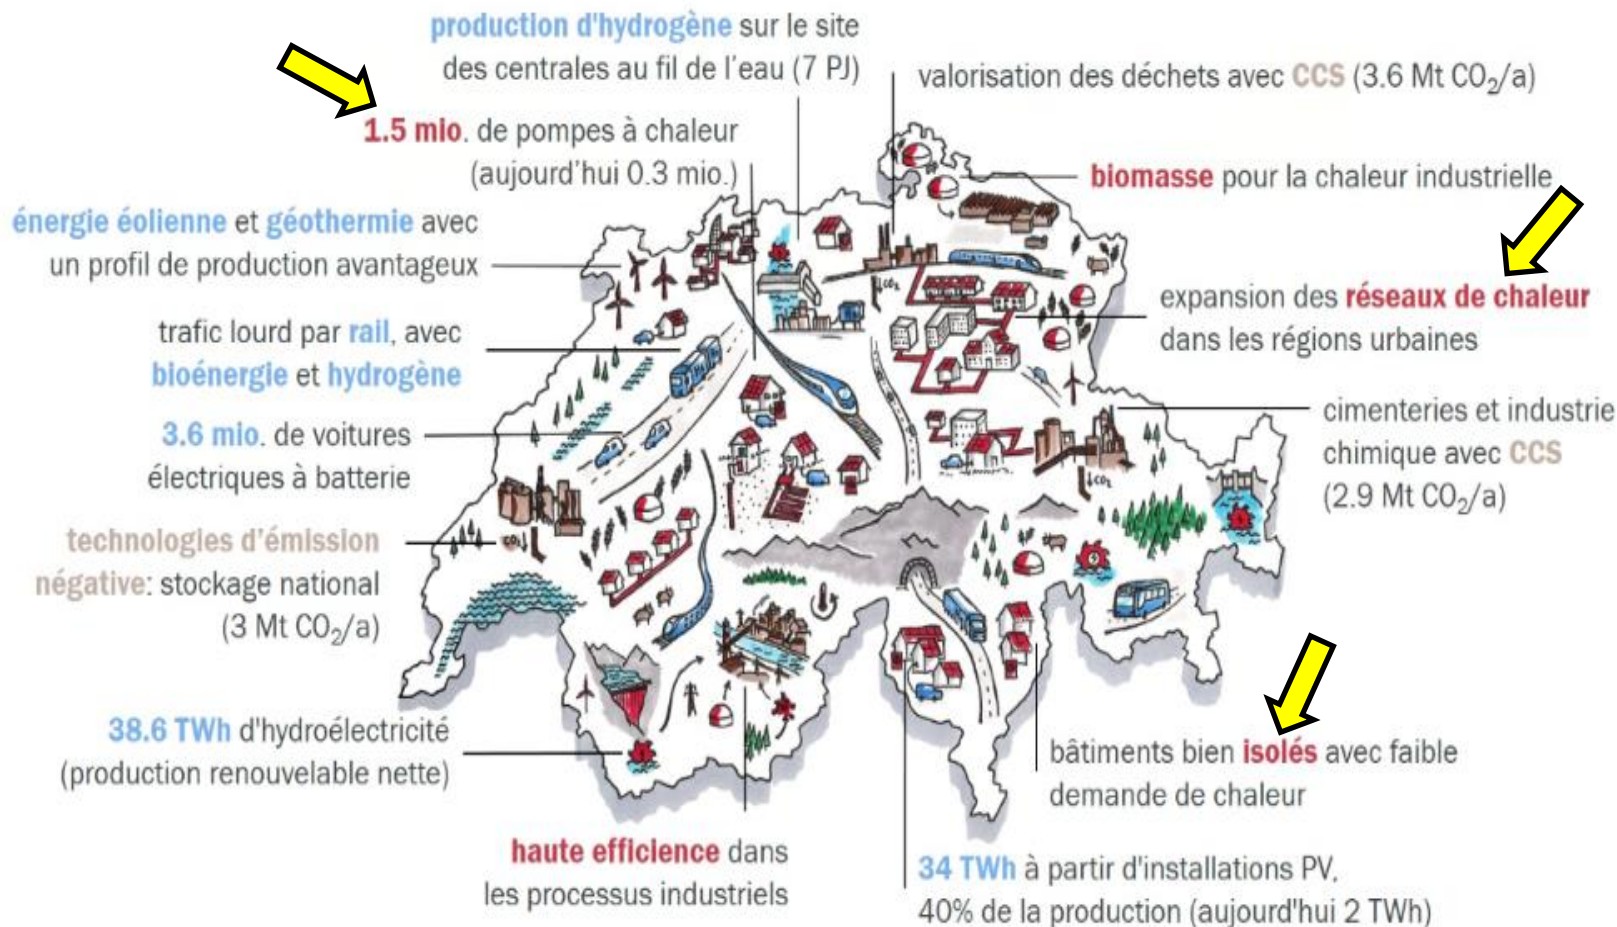 production d'hydrogène sur le site
des centrales au fil de l'eau (7 PJ)
valorisation des déchets avec CCS (3.6 Mt CO₂/a)
1.5 mio. de pompes à chaleur
(aujourd'hui 0.3 mio.)
biomasse pour la chaleur industrielle
énergie éolienne et géothermie avec
un profil de production avantageux
expansion des réseaux de chaleur
dans les régions urbaines
trafic lourd par rail, avec
bioénergie et hydrogène
3.6 mio. de voitures
électriques à batterie
cimenteries et industrie
chimique avec CCS
(2.9 Mt CO₂/a)
technologies d'émission
négative: stockage national
(3 Mt CO₂/a)
38.6 TWh d'hydroélectricité
(production renouvelable nette)
bâtiments bien isolés avec faible
demande de chaleur
haute efficience dans
les processus industriels
34 TWh à partir d'installations PV,
40% de la production (aujourd'hui 2 TWh)
CO₂
CO₂
CO₂